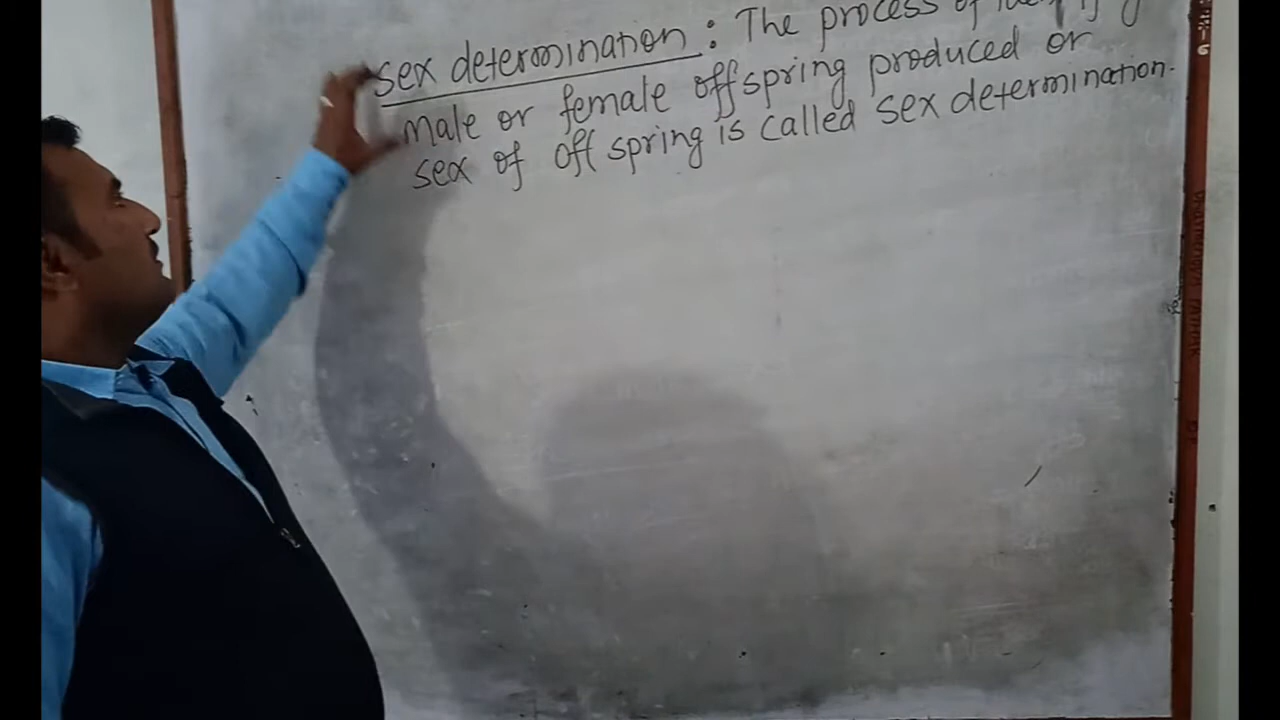 sex determination : The process of
male or female offspring produced or
sex of off spring is called sex determination.